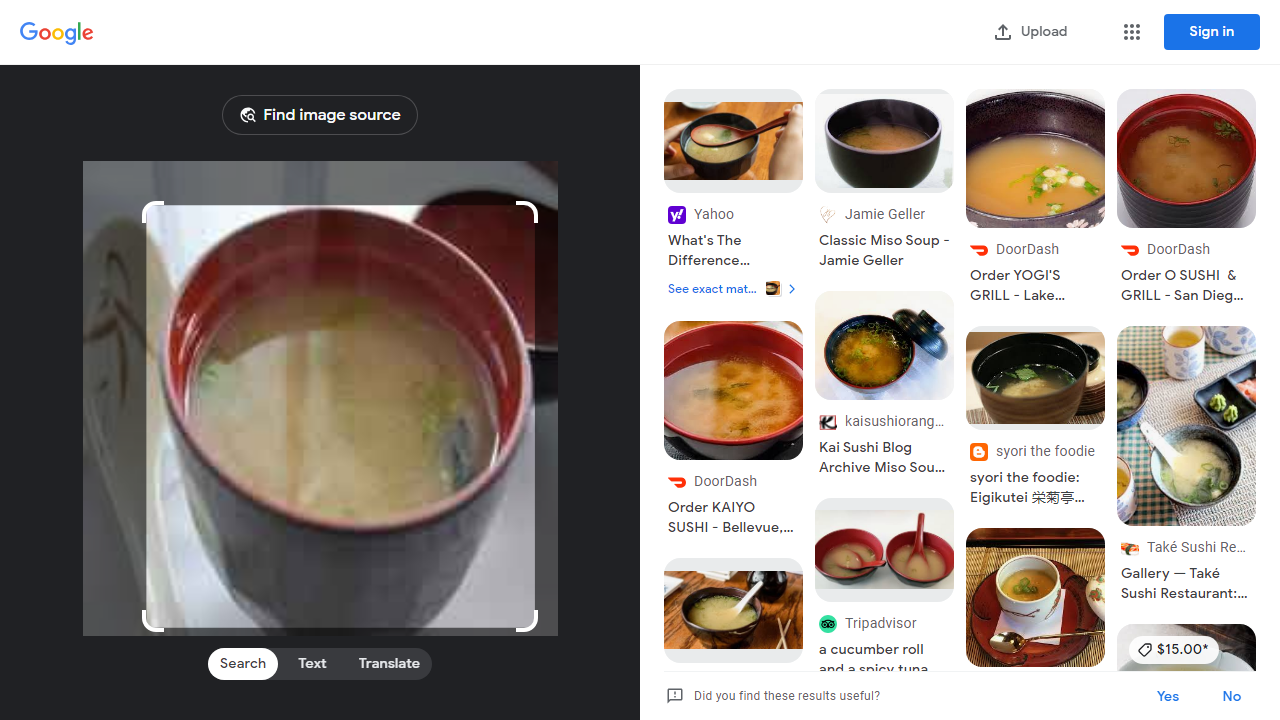 Google
Upload
Sign in
Find image source
Search
Text
Translate
Yahoo
What's The
Difference...
See exact mat...
DoorDash
Order KAIYO
SUSHI - Bellevue,...
Jamie Geller
Classic Miso Soup -
Jamie Geller
kaisushiorang...
Kai Sushi Blog
Archive Miso Sou...
Tripadvisor
a cucumber roll
and a spicy tuna
DoorDash
Order YOGI'S
GRILL - Lake...
syori the foodie
syori the foodie:
Eigikutei 栄菊亭...
DoorDash
Order O SUSHI & 
GRILL - San Dieg...
Také Sushi Re...
Gallery — Také
Sushi Restaurant:...
$15.00*
Did you find these results useful?
Yes
No